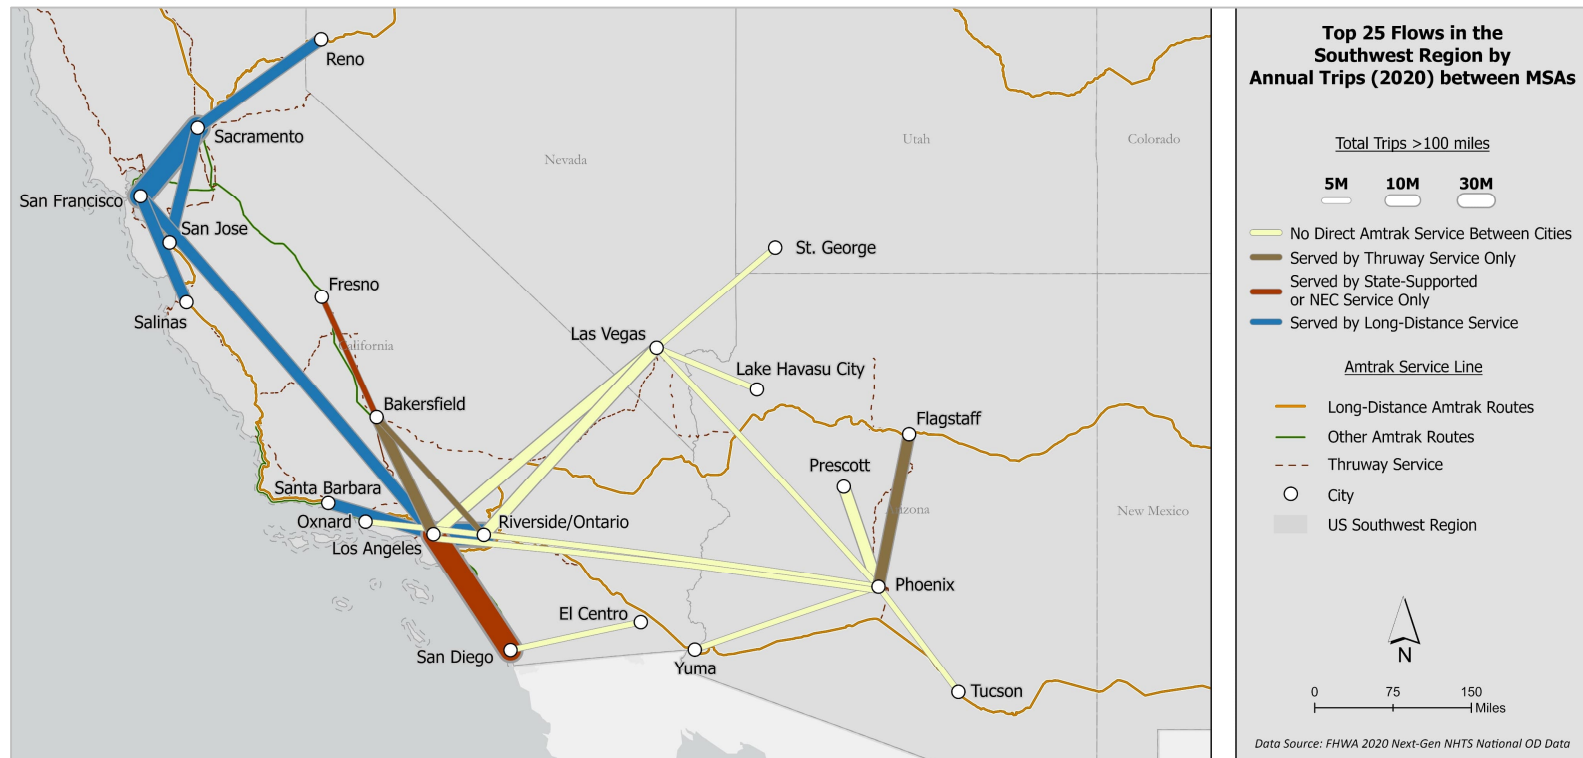 Reno
Sacramento
Nevada
Utah
Colorado
San Francisco
San Jose
St. George
Fresno
Salinas
Las Vegas
California
Lake Havasu City
Bakersfield
Flagstaff
Prescott
Santa Barbara
Oxnard
Riverside/Ontario
Arizona
New Mexico
Los Angeles
Phoenix
El Centro
San Diego
Yuma
Tucson
Top 25 Flows in the
Southwest Region by
Annual Trips (2020) between MSAs
Total Trips >100 miles
5M 10M 30M
No Direct Amtrak Service Between Cities
Served by Thruway Service Only
Served by State-Supported
or NEC Service Only
Served by Long-Distance Service
Amtrak Service Line
Long-Distance Amtrak Routes
Other Amtrak Routes
Thruway Service
City
US Southwest Region
N
0 75 150
Miles
Data Source: FHWA 2020 Next-Gen NHTS National OD Data